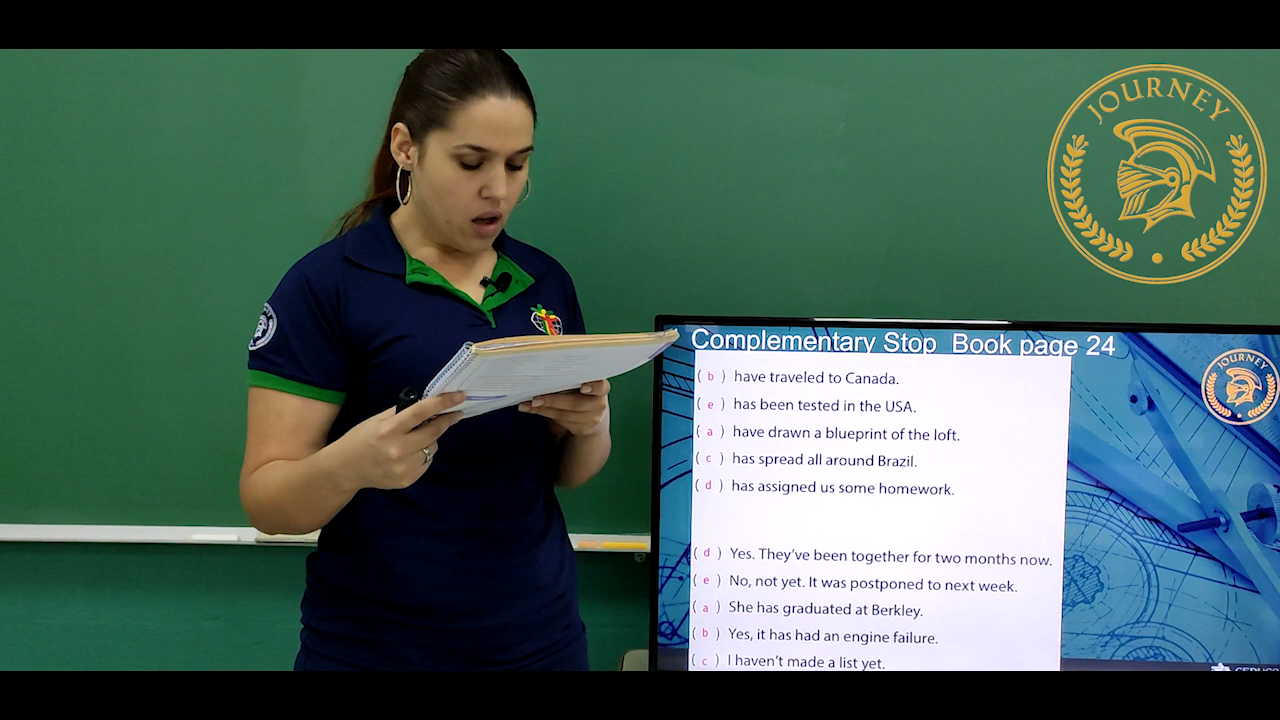 JOURNEY
Complementary Stop Book page 24
JOURNEY
( b ) have traveled to Canada.
( e ) has been tested in the USA.
( a ) have drawn a blueprint of the loft.
( c ) has spread all around Brazil.
( d ) has assigned us some homework.
( d ) Yes. They've been together for two months now.
( e ) No, not yet. It was postponed to next week.
( a ) She has graduated at Berkley.
( b ) Yes, it has had an engine failure.
( c ) I haven't made a list yet.